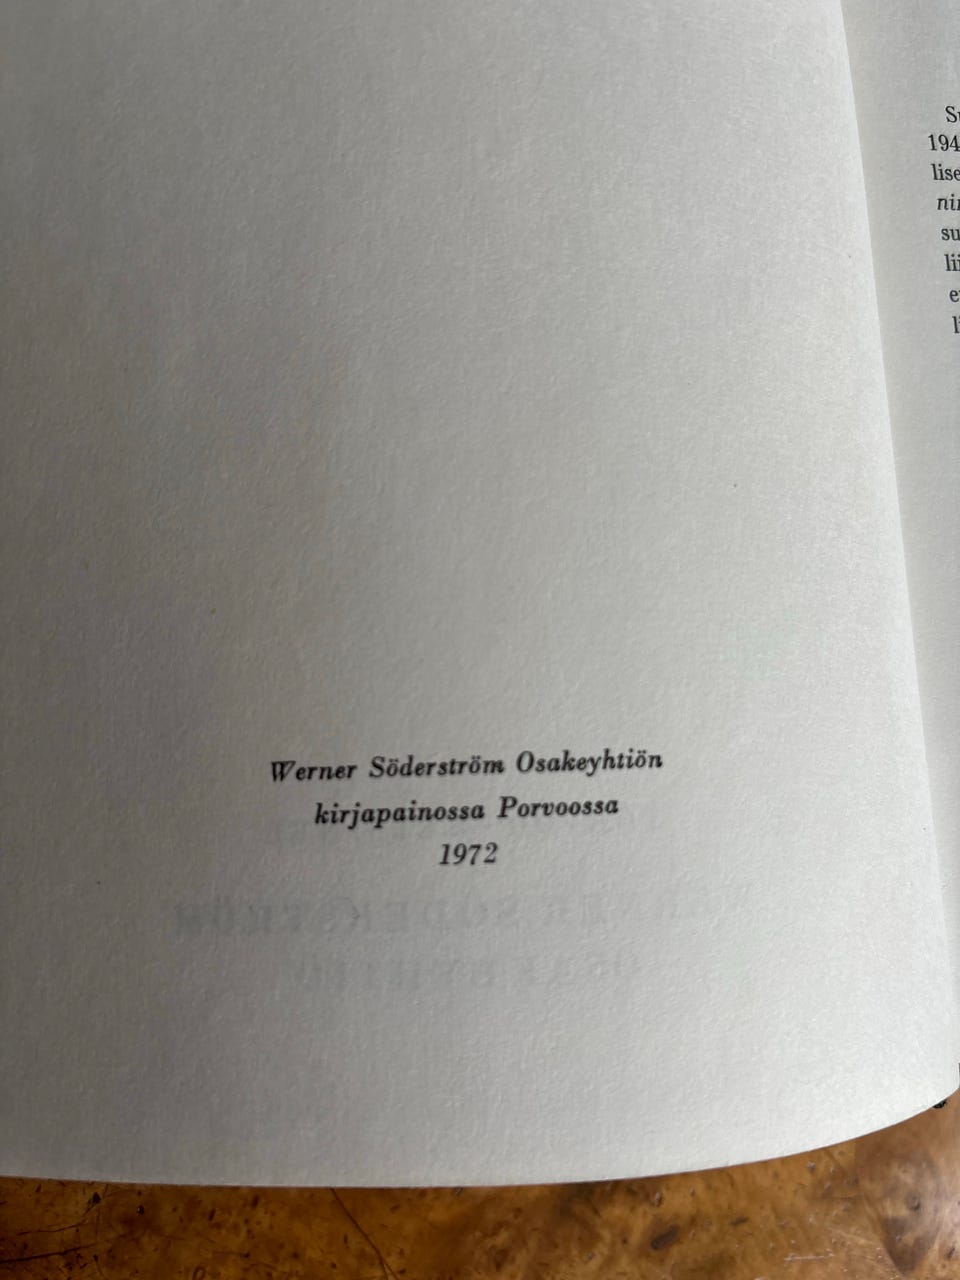 Werner Söderström Osakeyhtiön
kirjapainossa Porvoossa
1972